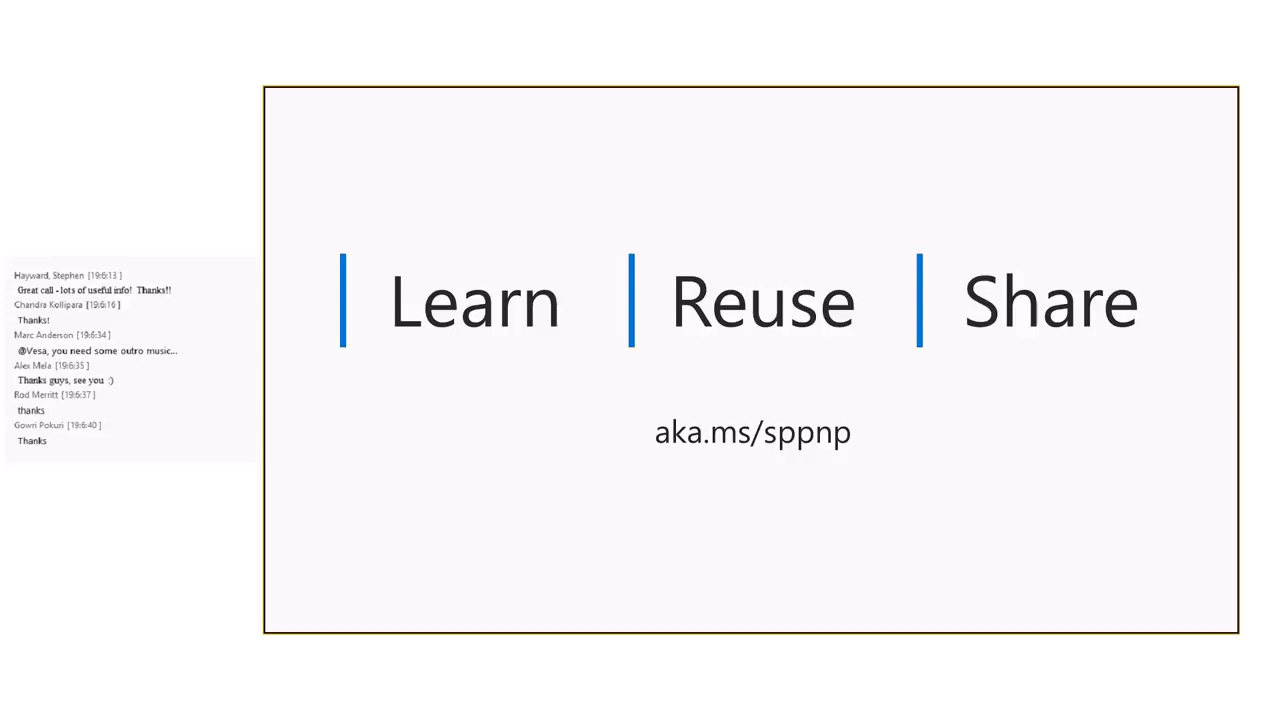 Hayward, Stephen [19:6:13 ]
Great call - lots of useful info! Thanks!!
Chandra Kollipara [19:6:16 ]
Thanks!
Marc Anderson [19:6:34 ]
@Vesa, you need some outro music...
Alex Mela [19:6:35 ]
Thanks guys, see you :)
Rod Merritt [19:6:37 ]
thanks
Gowri Pokuri [19:6:40 ]
Thanks
Learn
Reuse
Share
aka.ms/sppnp